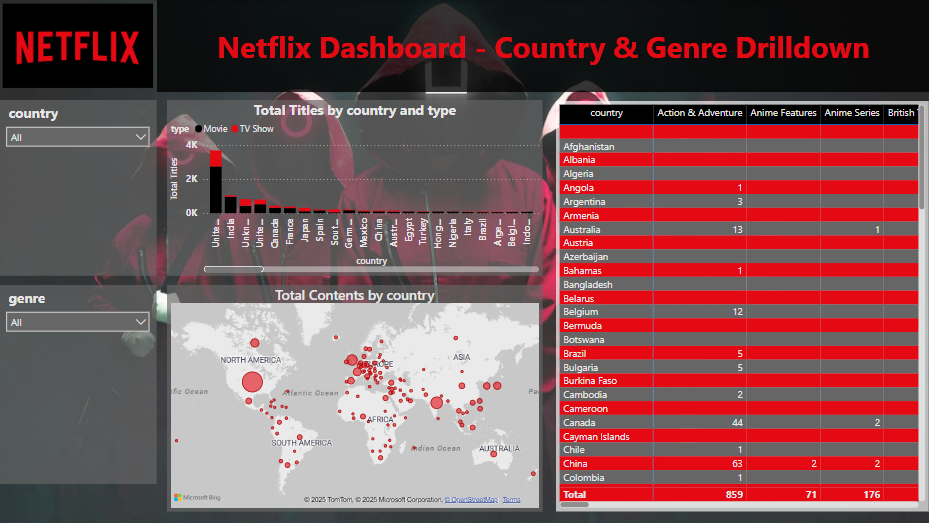 NETFLIX
Netflix Dashboard - Country & Genre Drilldown
country
All
genre
All
Total Titles by country and type
type Movie TV Show
Total Titles
4K
2K
0K
Unite... India Unkn... Unite... Canada France Japan Spain Sout... Germ... Mexico China Austr... Egypt Turkey Hong... Nigeria Italy Brazil Arge... Belgi... Indo...
country
Total Contents by country
NORTH AMERICA
EUROPE
ASIA
Atlantic Ocean
AFRICA
SOUTH AMERICA
Indian Ocean
AUSTRALIA
Microsoft Bing
© 2025 TomTom, © 2025 Microsoft Corporation, © OpenStreetMap Terms
country Action & Adventure Anime Features Anime Series British
Afghanistan
Albania
Algeria
Angola 1
Argentina 3
Armenia
Australia 13 1
Austria
Azerbaijan
Bahamas 1
Bangladesh
Belarus
Belgium 12
Bermuda
Botswana
Brazil 5
Bulgaria 5
Burkina Faso
Cambodia 2
Cameroon
Canada 44 2
Cayman Islands
Chile 1
China 63 2 2
Colombia 1
Total 859 71 176